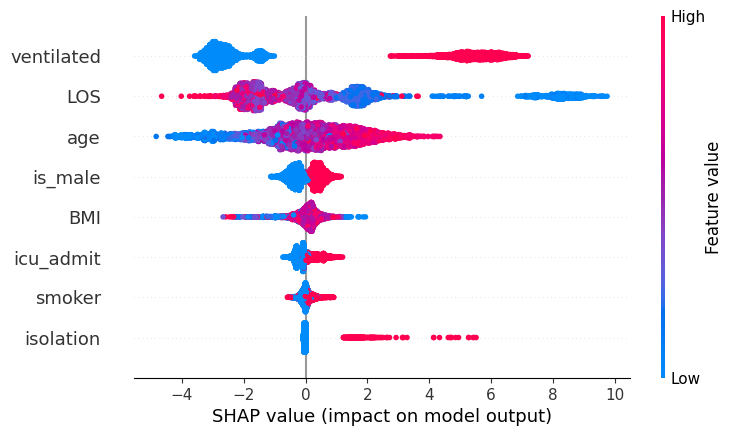 High
ventilated
LOS
age
is_male
BMI
icu_admit
smoker
isolation
Feature value
Low
−4 −2 0 2 4 6 8 10
SHAP value (impact on model output)